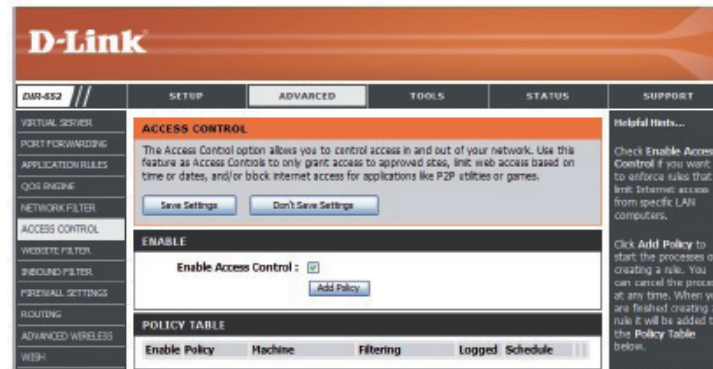 D-Link
DIR-652
SETUP
ADVANCED
TOOLS
STATUS
SUPPORT
VIRTUAL SERVER
PORT FORWARDING
APPLICATION RULES
QOS ENGINE
NETWORK FILTER
ACCESS CONTROL
WEBSITE FILTER
INBOUND FILTER
FIREWALL SETTINGS
ROUTING
ADVANCED WIRELESS
WISH
ACCESS CONTROL
The Access Control option allows you to control access in and out of your network. Use this
feature as Access Controls to only grant access to approved sites, limit web access based on
time or dates, and/or block internet access for applications like P2P utilities or games.
Save Settings
Don't Save Settings
ENABLE
Enable Access Control :
Add Policy
POLICY TABLE
Enable Policy Machine Filtering Logged Schedule
Helpful Hints...
Check Enable Access
Control if you want
to enforce rules that
limit Internet access
from specific LAN
computers.
Click Add Policy to
start the processes of
creating a rule. You
can cancel the process
at any time. When you
are finished creating a
rule it will be added to
the Policy Table
below.